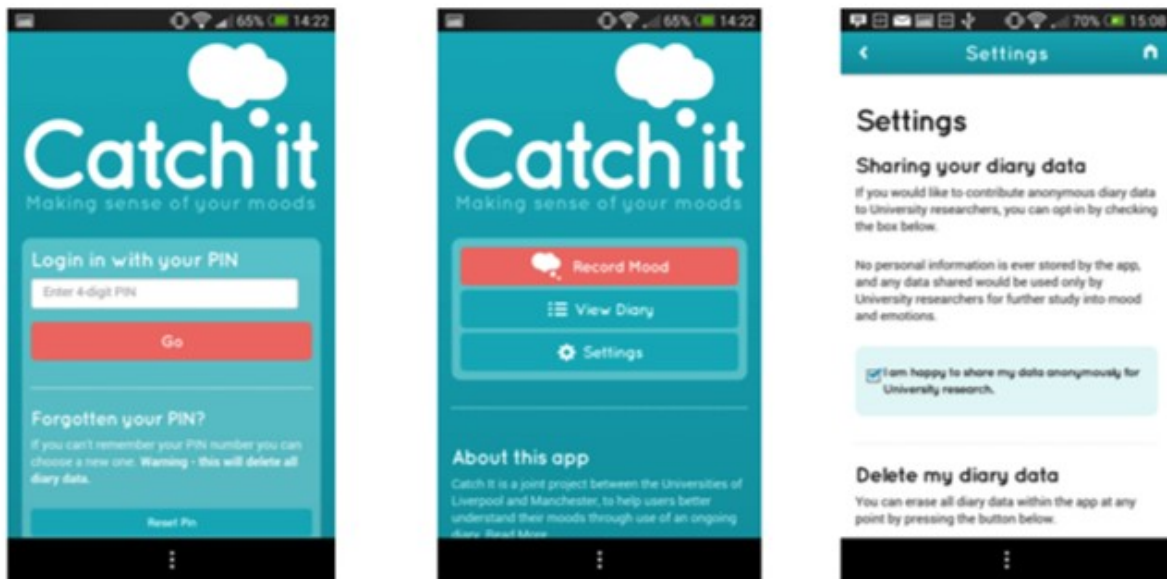 65% 14:22
Catch it
Making sense of your moods
Login in with your PIN
Enter 4-digit PIN
Go
Forgotten your PIN?
If you can't remember your PIN number you can
choose a new one. Warning - this will delete all
diary data.
Reset Pin
65% 14:22
Catch it
Making sense of your moods
Record Mood
View Diary
Settings
About this app
Catch It is a joint project between the Universities of
Liverpool and Manchester, to help users better
understand their moods through use of an ongoing
diary. Read More
70% 15:08
Settings
Settings
Sharing your diary data
If you would like to contribute anonymous diary data
to University researchers, you can opt-in by checking
the box below.
No personal information is ever stored by the app,
and any data shared would be used only by
University researchers for further study into mood
and emotions.
I am happy to share my data anonymously for
University research.
Delete my diary data
You can erase all diary data within the app at any
point by pressing the button below.